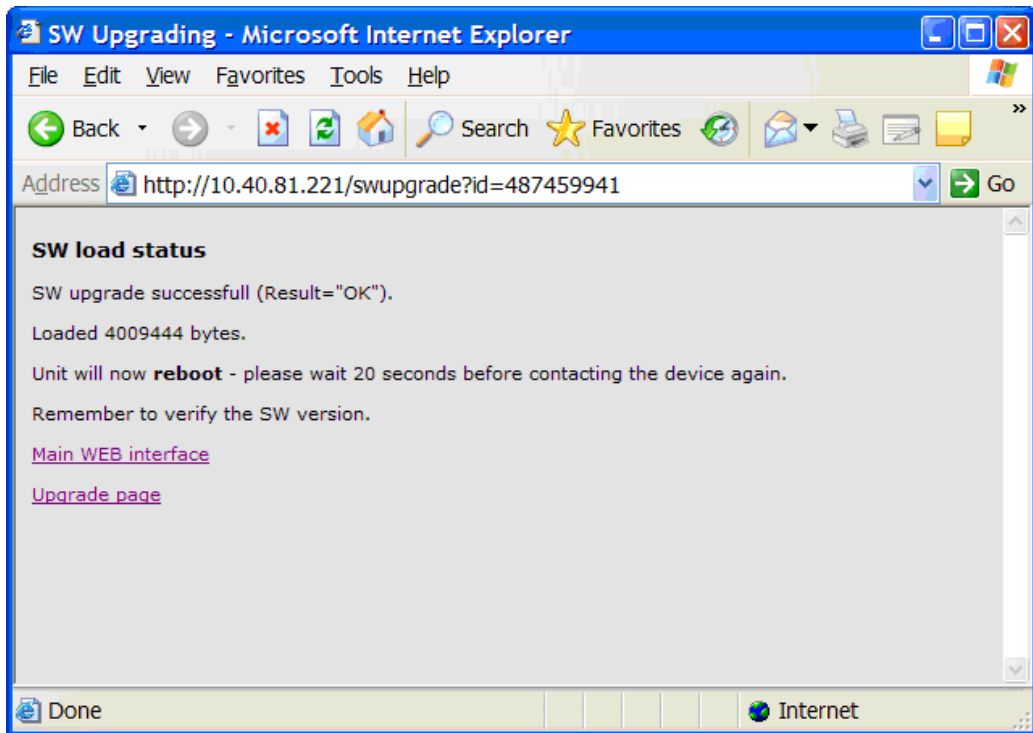 SW Upgrading - Microsoft Internet Explorer
File Edit View Favorites Tools Help
Back Search Favorites »
Address http://10.40.81.221/swupgrade?id=487459941 Go
SW load status
SW upgrade successfull (Result="OK").
Loaded 4009444 bytes.
Unit will now reboot - please wait 20 seconds before contacting the device again.
Remember to verify the SW version.
Main WEB interface
Upgrade page
Done Internet